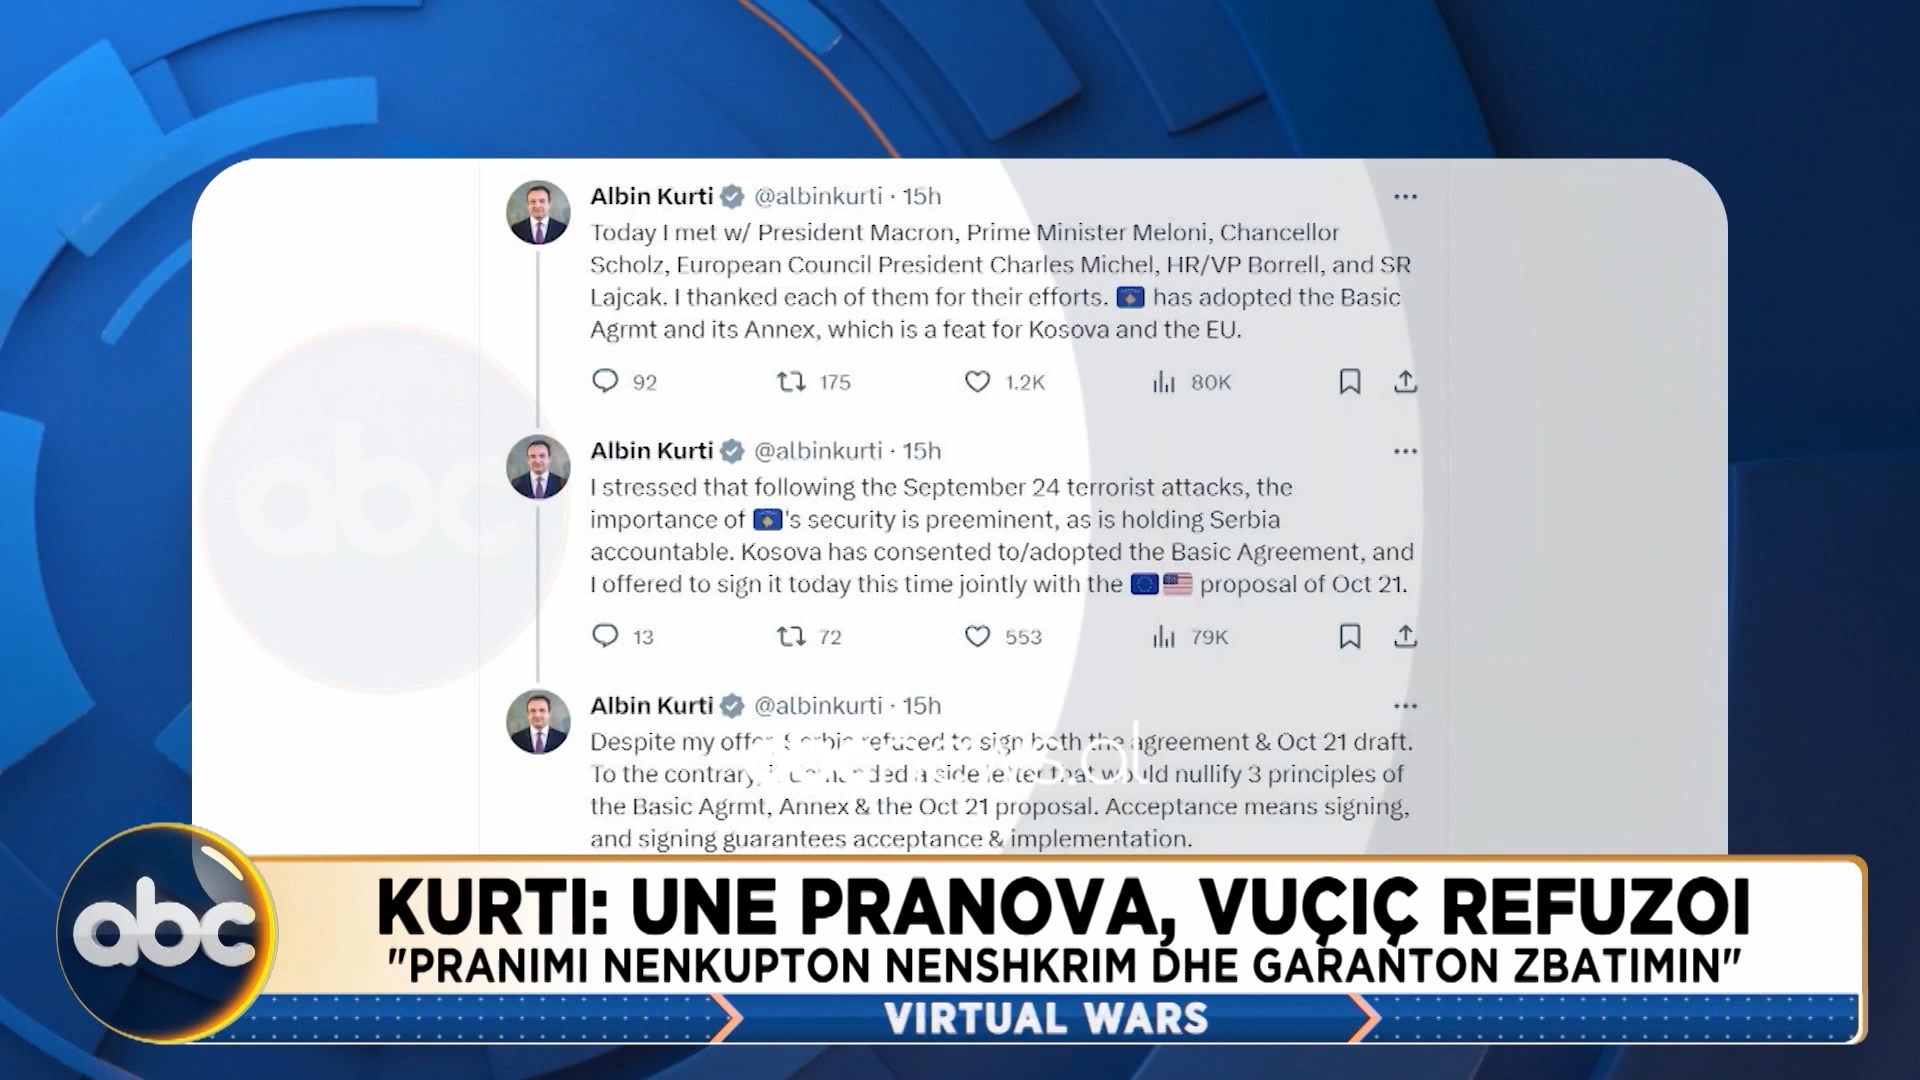 Albin Kurti @albinkurti · 15h
Today I met w/ President Macron, Prime Minister Meloni, Chancellor
Scholz, European Council President Charles Michel, HR/VP Borrell, and SR
Lajcak. I thanked each of them for their efforts. 🇽🇰 has adopted the Basic
Agrmt and its Annex, which is a feat for Kosova and the EU.
92 175 1.2K 80K
Albin Kurti @albinkurti · 15h
I stressed that following the September 24 terrorist attacks, the
importance of 🇽🇰's security is preeminent, as is holding Serbia
accountable. Kosova has consented to/adopted the Basic Agreement, and
I offered to sign it today this time jointly with the 🇪🇺🇺🇸 proposal of Oct 21.
13 72 553 79K
Albin Kurti @albinkurti · 15h
Despite my offer, Serbia refused to sign both the agreement & Oct 21 draft.
To the contrary, it demanded a side letter that would nullify 3 principles of
the Basic Agrmt, Annex & the Oct 21 proposal. Acceptance means signing,
and signing guarantees acceptance & implementation.
abc
KURTI: UNE PRANOVA, VUÇIÇ REFUZOI
"PRANIMI NENKUPTON NENSHKRIM DHE GARANTON ZBATIMIN"
abc
VIRTUAL WARS